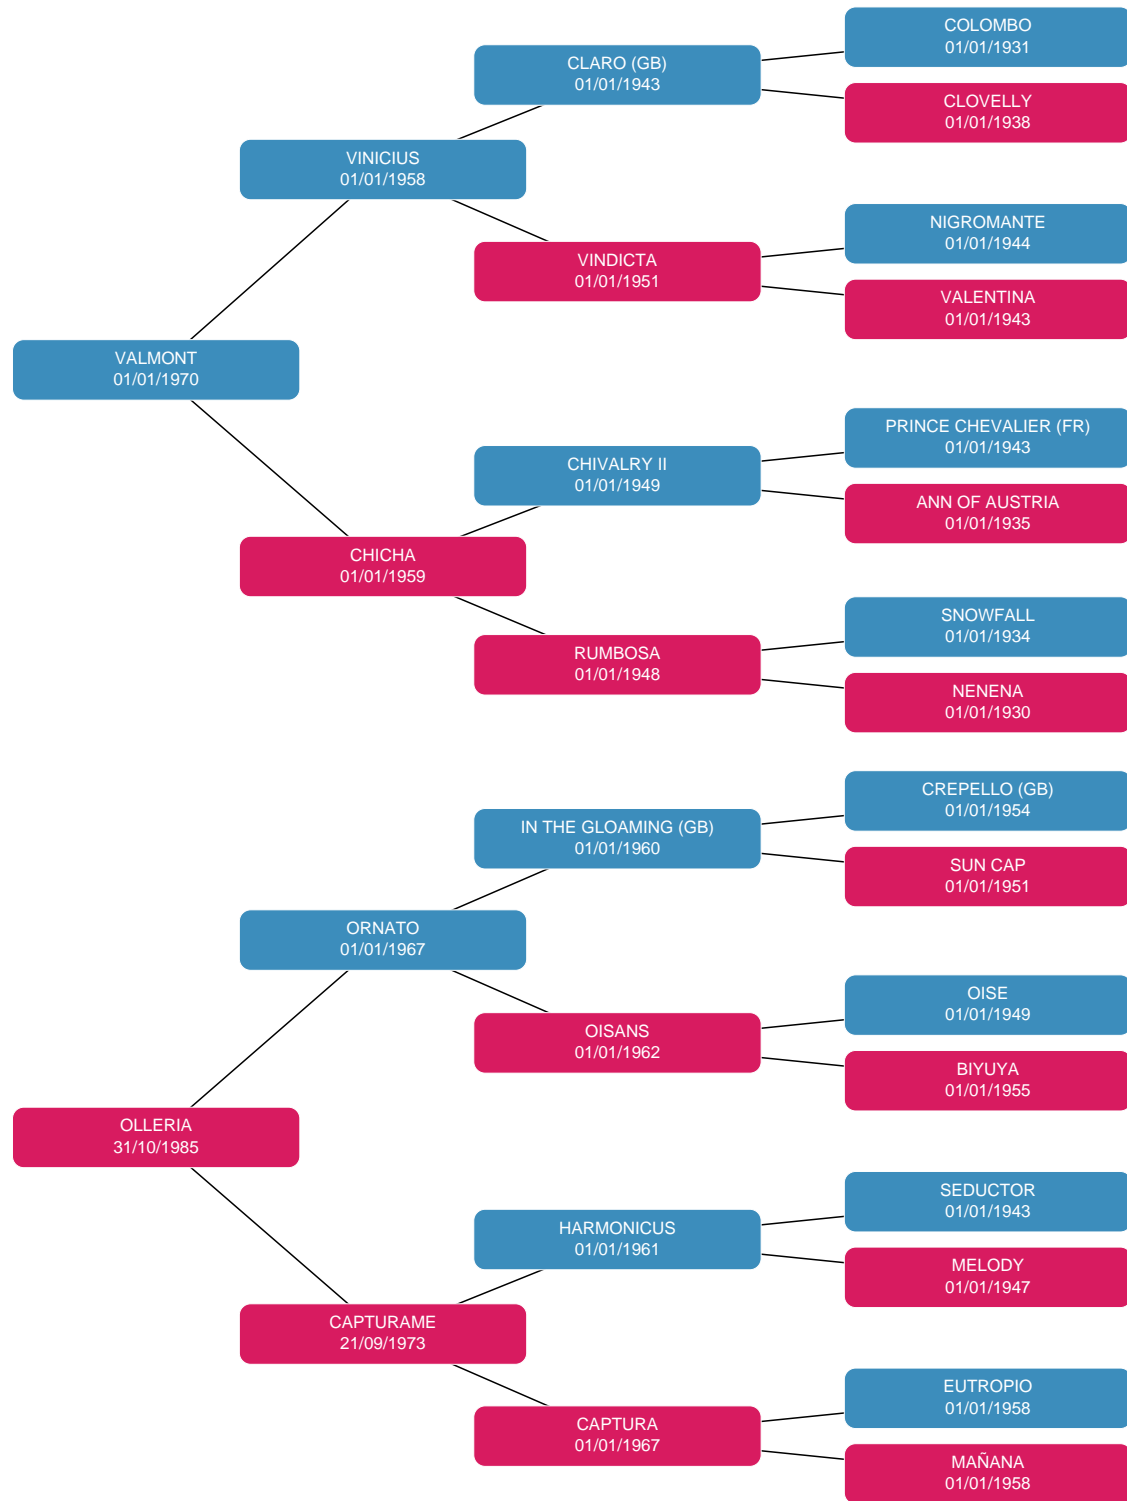 COLOMBO
01/01/1931
CLARO (GB)
01/01/1943
CLOVELLY
01/01/1938
VINICIUS
01/01/1958
NIGROMANTE
01/01/1944
VINDICTA
01/01/1951
VALENTINA
01/01/1943
VALMONT
01/01/1970
PRINCE CHEVALIER (FR)
01/01/1943
CHIVALRY II
01/01/1949
ANN OF AUSTRIA
01/01/1935
CHICHA
01/01/1959
SNOWFALL
01/01/1934
RUMBOSA
01/01/1948
NENENA
01/01/1930
CREPELLO (GB)
01/01/1954
IN THE GLOAMING (GB)
01/01/1960
SUN CAP
01/01/1951
ORNATO
01/01/1967
OISE
01/01/1949
OISANS
01/01/1962
BIYUYA
01/01/1955
OLLERIA
31/10/1985
SEDUCTOR
01/01/1943
HARMONICUS
01/01/1961
MELODY
01/01/1947
CAPTURAME
21/09/1973
EUTROPIO
01/01/1958
CAPTURA
01/01/1967
MAÑANA
01/01/1958